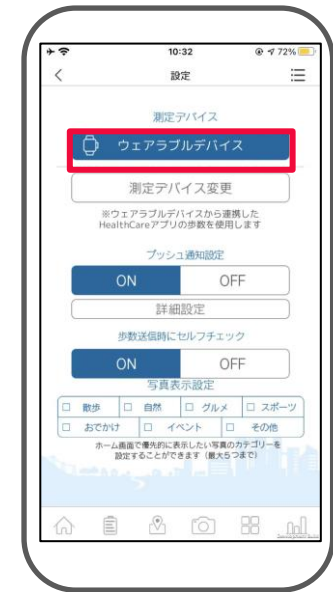 10:32
72%
設定
測定デバイス
ウェアラブルデバイス
測定デバイス変更
※ウェアラブルデバイスから連携した
HealthCareアプリの歩数を使用します
プッシュ通知設定
ON OFF
詳細設定
歩数送信時にセルフチェック
ON OFF
写真表示設定
□ 散歩 □ 自然 □ グルメ □ スポーツ
□ おでかけ □ イベント □ その他
ホーム画面で優先的に表示したい写真のカテゴリーを
設定することができます（最大5つまで）